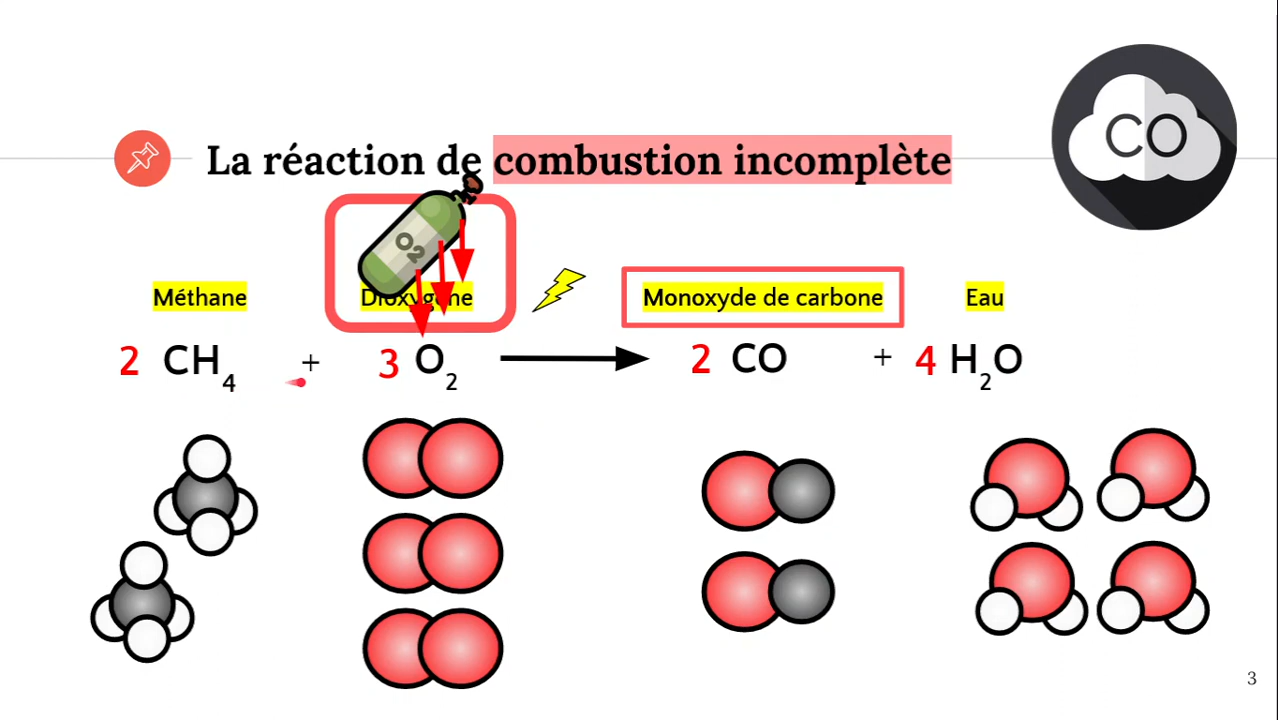 CO
La réaction de combustion incomplète
O2
Méthane Dioxygène Monoxyde de carbone Eau
2 CH4 + 3 O2 2 CO + 4 H2O
3